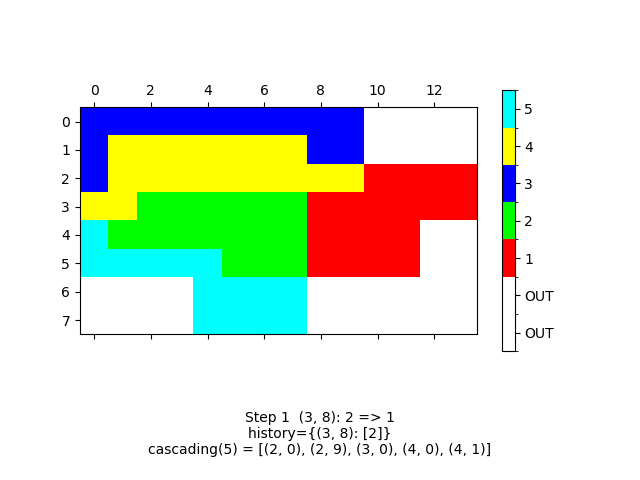 0 2 4 6 8 10 12
0
1
2
3
4
5
6
7
5
4
3
2
1
OUT
OUT
Step 1  (3, 8): 2 => 1
history={(3, 8): [2]}
cascading(5) = [(2, 0), (2, 9), (3, 0), (4, 0), (4, 1)]